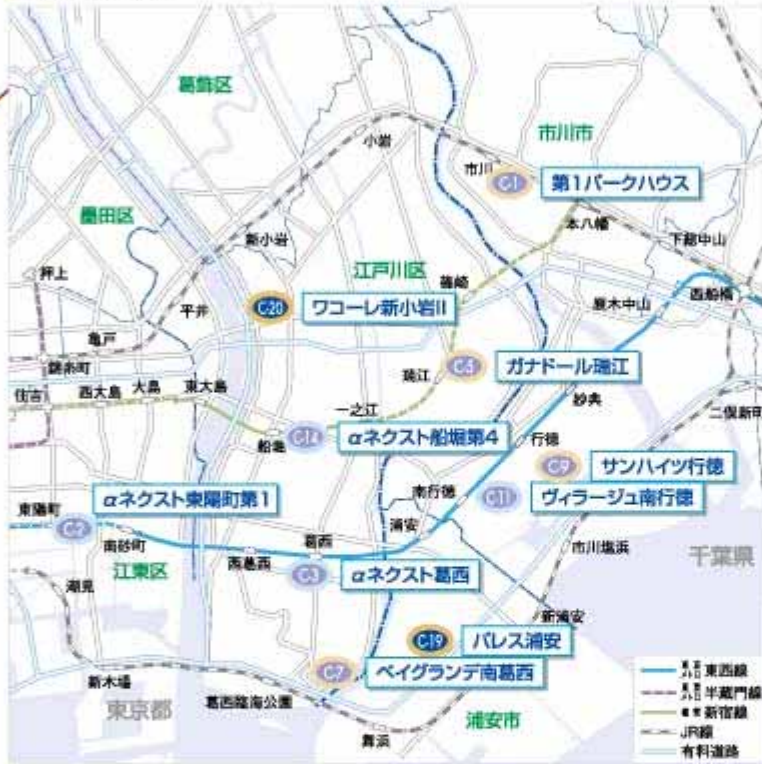 葛飾区
小岩
市川市
市川
C-1
第1パークハウス
墨田区
新小岩
本八幡
下総中山
押上
江戸川区
篠崎
平井
C-20
ワコーレ新小岩II
原木中山
西船橋
亀戸
錦糸町
瑞江
C-5
ガナドール瑞江
住吉
西大島
大島
東大島
一之江
妙典
二俣新町
船堀
C-14
αネクスト船堀第4
行徳
C-9
サンハイツ行徳
東陽町
αネクスト東陽町第1
南行徳
C-11
ヴィラージュ南行徳
C-2
南砂町
葛西
浦安
江東区
西葛西
C-3
αネクスト葛西
市川塩浜
千葉県
潮見
新浦安
C-19
パレス浦安
新木場
C-7
ベイグランデ南葛西
東京都
葛西臨海公園
舞浜
浦安市
東西線
半蔵門線
新宿線
JR線
有料道路